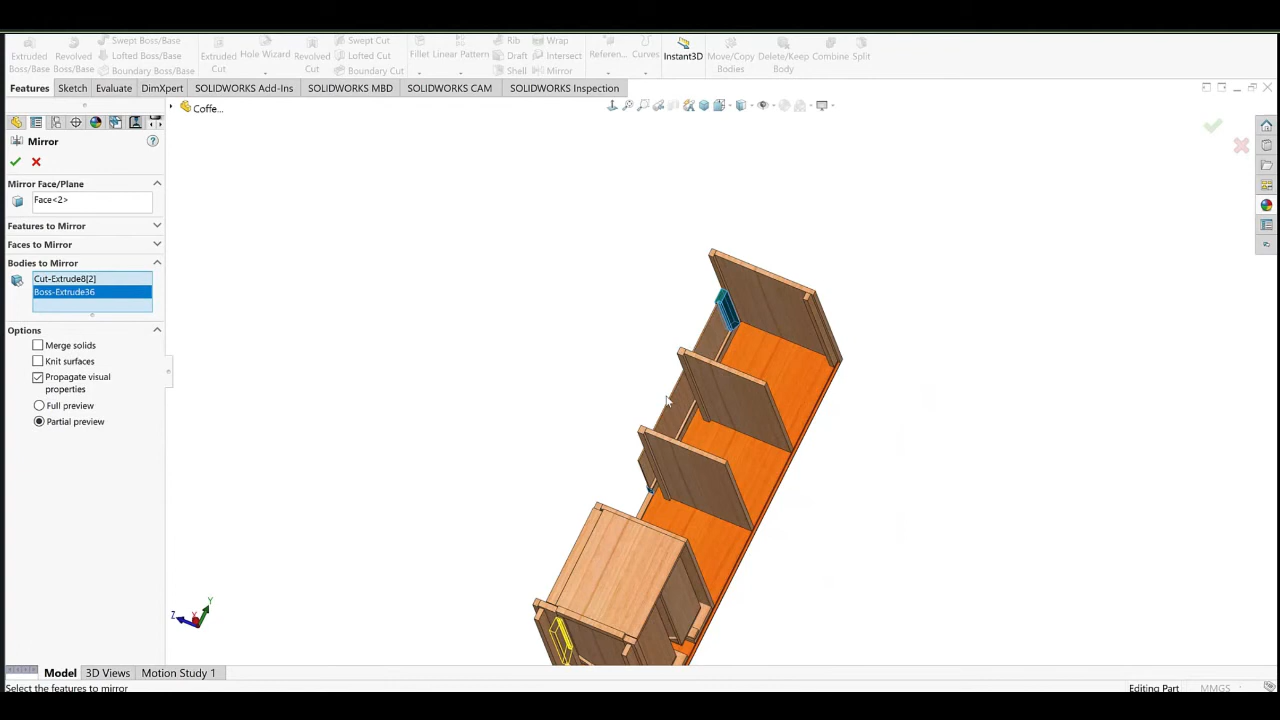 Extruded Boss/Base
Revolved Boss/Base
Swept Boss/Base
Lofted Boss/Base
Boundary Boss/Base
Extruded Cut
Hole Wizard
Revolved Cut
Swept Cut
Lofted Cut
Boundary Cut
Fillet
Linear Pattern
Rib
Draft
Shell
Wrap
Intersect
Mirror
Referen...
Curves
Instant3D
Move/Copy Bodies
Delete/Keep Body
Combine
Split
Features
Sketch
Evaluate
DimXpert
SOLIDWORKS Add-Ins
SOLIDWORKS MBD
SOLIDWORKS CAM
SOLIDWORKS Inspection
Coffe...
Mirror
Mirror Face/Plane
Face<2>
Features to Mirror
Faces to Mirror
Bodies to Mirror
Cut-Extrude8[2]
Boss-Extrude36
Options
Merge solids
Knit surfaces
Propagate visual
properties
Full preview
Partial preview
Y
Z
X
Model
3D Views
Motion Study 1
Select the features to mirror
Editing Part
MMGS